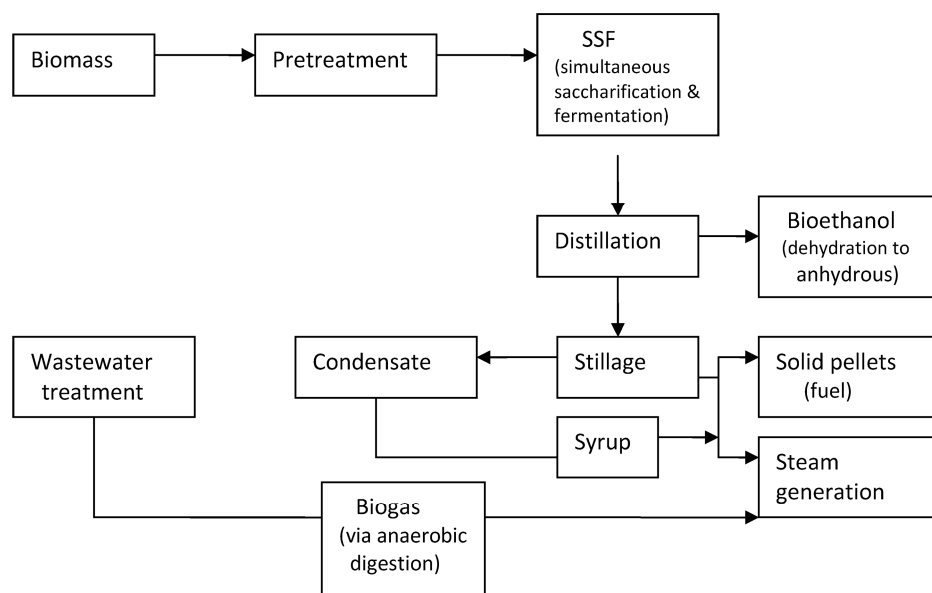 Biomass
Pretreatment
SSF
(simultaneous
saccharification &
fermentation)
Distillation
Bioethanol
(dehydration to
anhydrous)
Wastewater
treatment
Condensate
Stillage
Solid pellets
(fuel)
Syrup
Steam
generation
Biogas
(via anaerobic
digestion)